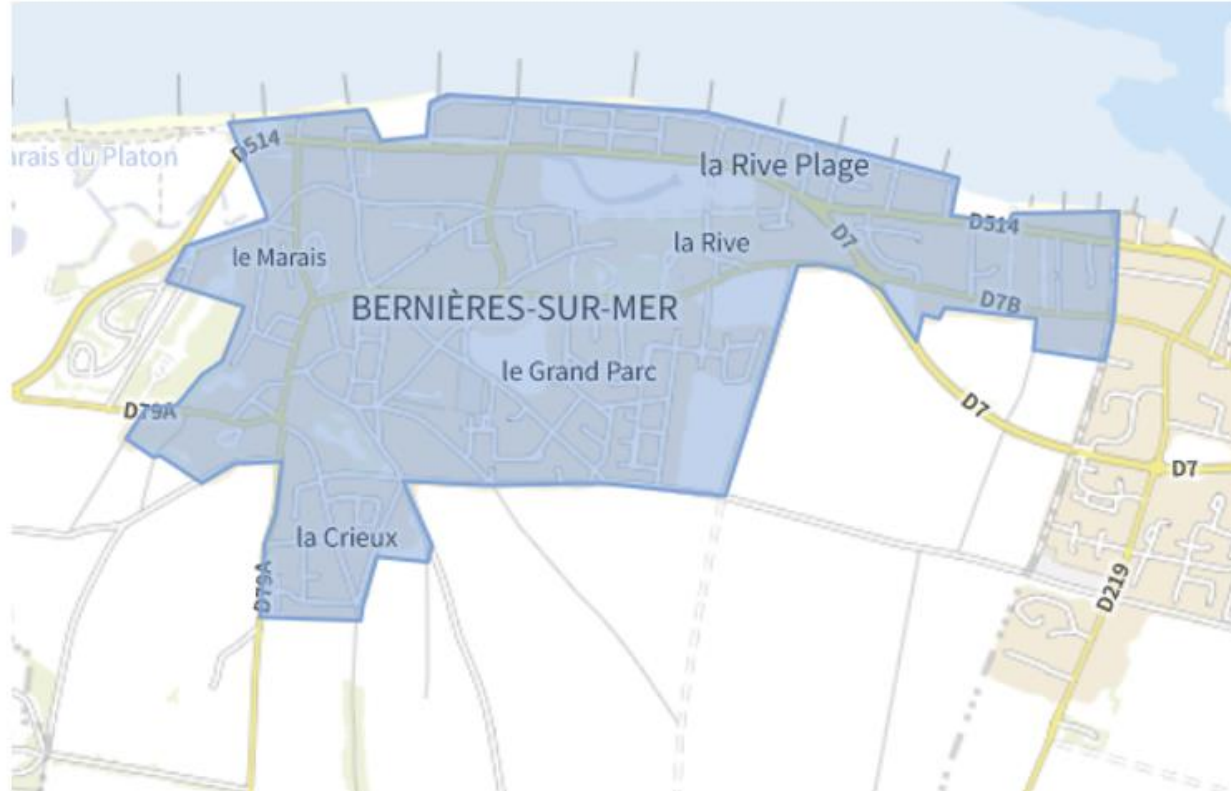 D514
arais du Platon
la Rive Plage
D514
D7
la Rive
le Marais
D7B
BERNIÈRES-SUR-MER
le Grand Parc
D79A
D7
D7
la Crieux
D79A
D219